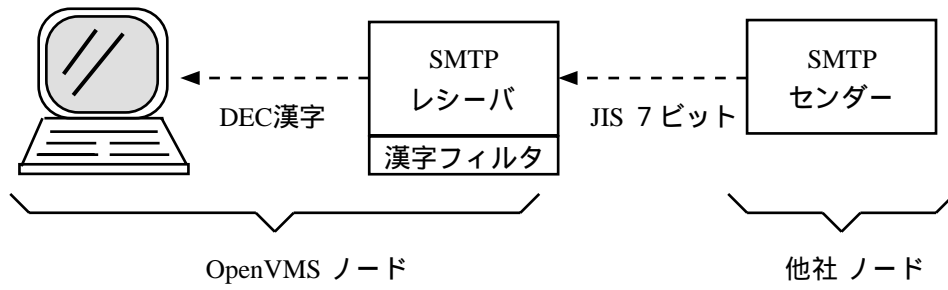 SMTP
レシーバ
漢字フィルタ
SMTP
センダー
DEC漢字
JIS 7 ビット
OpenVMS ノード
他社 ノード